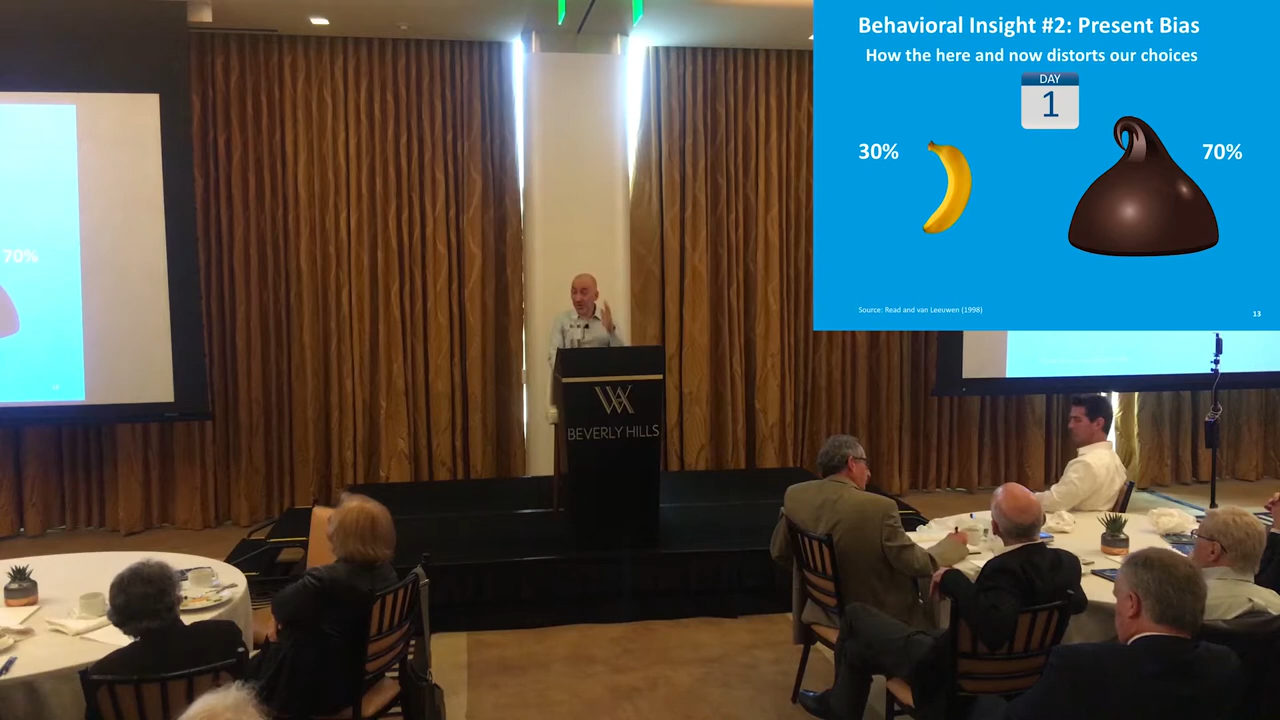 Behavioral Insight #2: Present Bias
How the here and now distorts our choices
DAY
1
30%
70%
Source: Read and van Leeuwen (1998)
13
70%
WA
BEVERLY HILLS